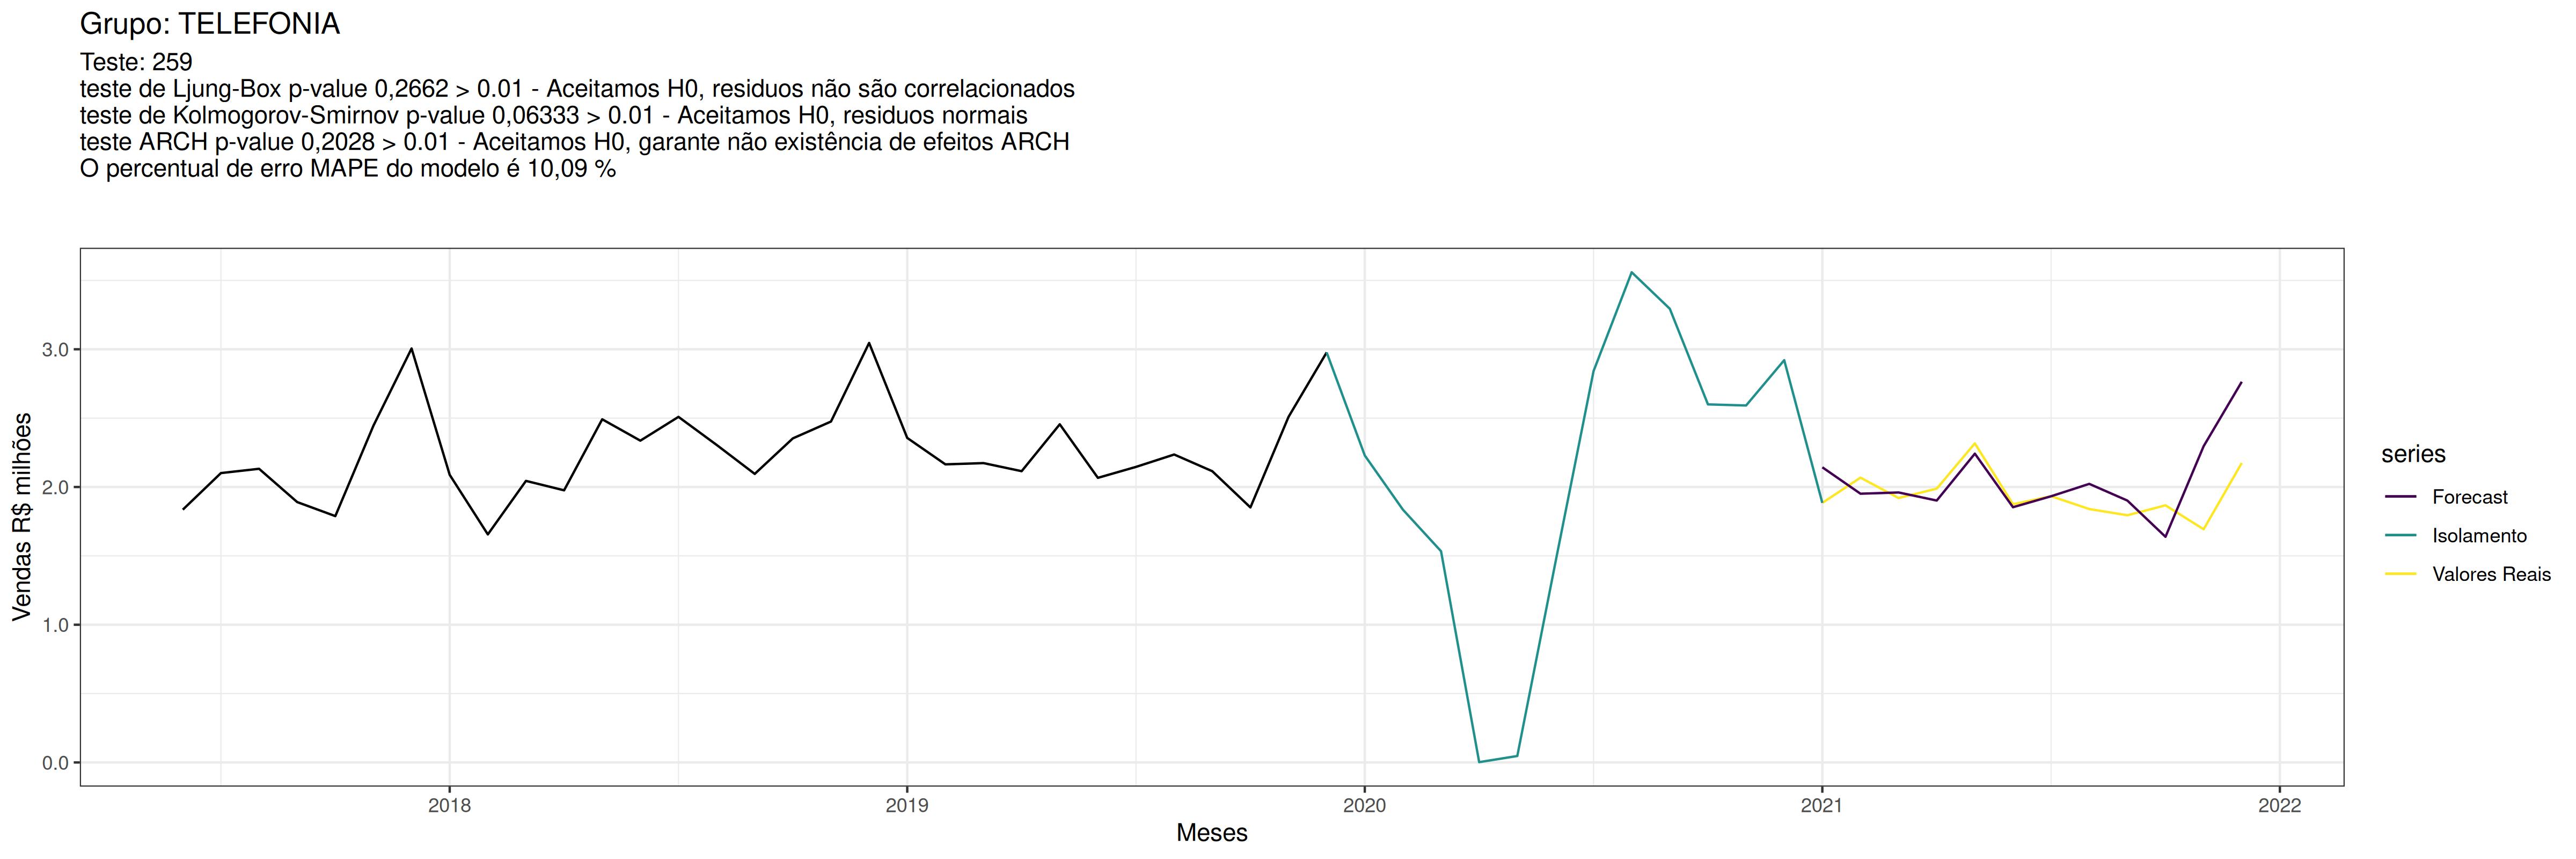 Grupo: TELEFONIA
Teste: 259
teste de Ljung-Box p-value 0,2662 > 0.01 - Aceitamos H0, residuos não são correlacionados
teste de Kolmogorov-Smirnov p-value 0,06333 > 0.01 - Aceitamos H0, residuos normais
teste ARCH p-value 0,2028 > 0.01 - Aceitamos H0, garante não existência de efeitos ARCH
O percentual de erro MAPE do modelo é 10,09 %
Vendas R$ milhões
3.0
2.0
1.0
0.0
2018
2019
2020
2021
2022
Meses
series
Forecast
Isolamento
Valores Reais